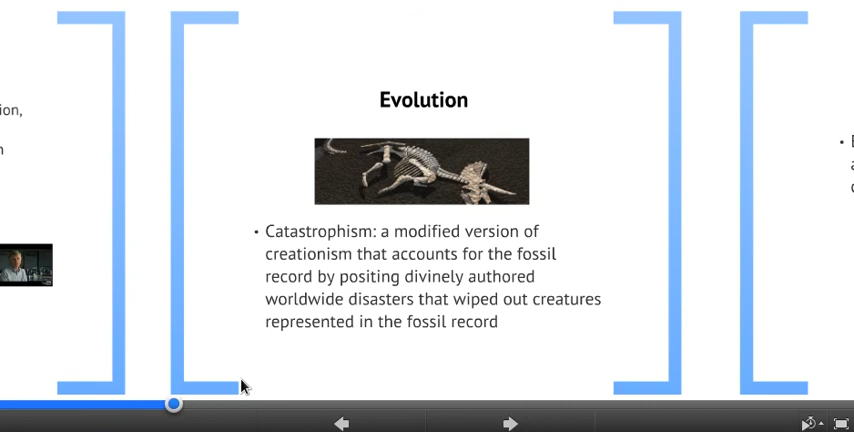 Evolution
ion,
• Catastrophism: a modified version of
creationism that accounts for the fossil
record by positing divinely authored
worldwide disasters that wiped out creatures
represented in the fossil record